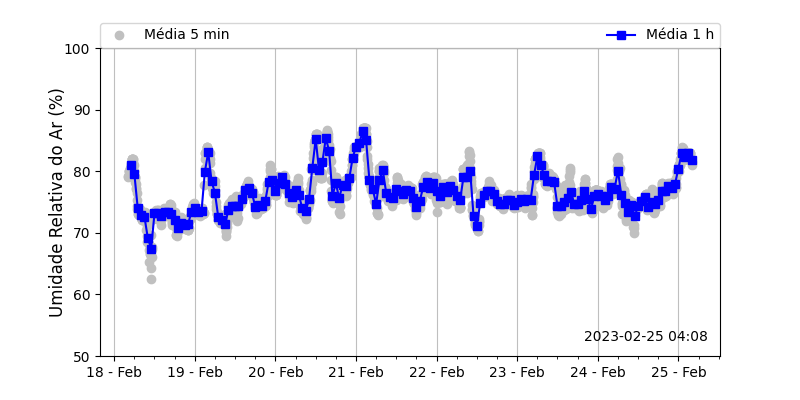 Média 5 min
Média 1 h
Umidade Relativa do Ar (%)
100
90
80
70
60
50
2023-02-25 04:08
18 - Feb
19 - Feb
20 - Feb
21 - Feb
22 - Feb
23 - Feb
24 - Feb
25 - Feb